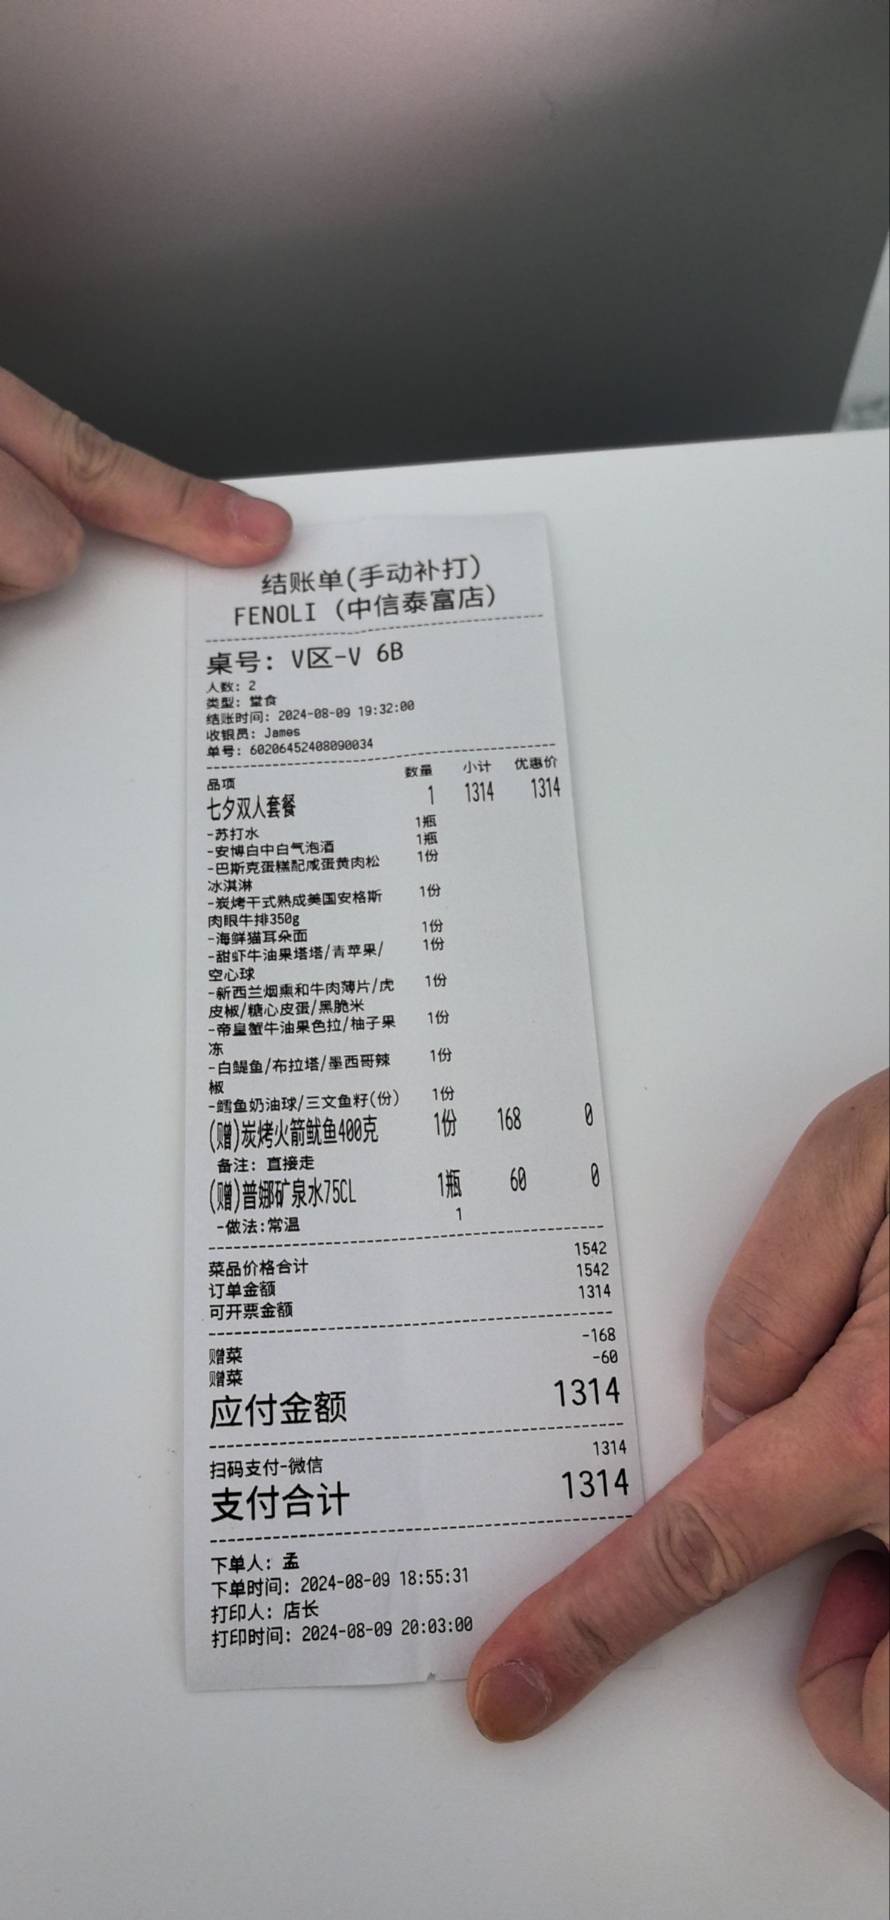 结账单(手动补打)
FENOLI (中信泰富店)
桌号: V区-V 6B
人数: 2
类型: 堂食
结账时间: 2024-08-09 19:32:00
收银员: James
单号: 60206452408090034
品项 数量 小计 优惠价
七夕双人套餐 1 1314 1314
-苏打水 1瓶
-安博白中白气泡酒 1瓶
-巴斯克蛋糕配咸蛋黄肉松 1份
冰淇淋
-炭烤干式熟成美国安格斯 1份
肉眼牛排350g
-海鲜猫耳朵面 1份
-甜虾牛油果塔塔/青苹果/ 1份
空心球
-新西兰烟熏和牛肉薄片/虎 1份
皮椒/糖心皮蛋/黑脆米
-帝皇蟹牛油果色拉/柚子果 1份
冻
-白鳀鱼/布拉塔/墨西哥辣 1份
椒
-鳕鱼奶油球/三文鱼籽(份) 1份
(赠)炭烤火箭鱿鱼400克 1份 168 0
备注: 直接走
(赠)普娜矿泉水75CL 1瓶 60 0
-做法:常温 1
菜品价格合计 1542
订单金额 1542
可开票金额 1314
赠菜 -168
赠菜 -60
应付金额 1314
扫码支付-微信 1314
支付合计 1314
下单人: 孟
下单时间: 2024-08-09 18:55:31
打印人: 店长
打印时间: 2024-08-09 20:03:00